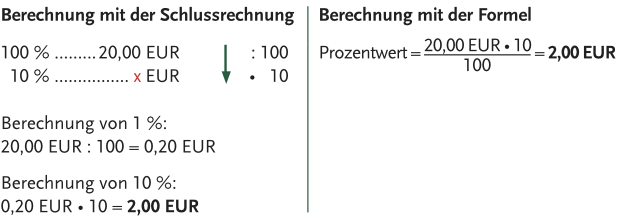 Berechnung mit der Schlussrechnung
100 % ......... 20,00 EUR : 100
10 % ................ x EUR • 10
Berechnung von 1 %:
20,00 EUR : 100 = 0,20 EUR
Berechnung von 10 %:
0,20 EUR • 10 = 2,00 EUR
Berechnung mit der Formel
Prozentwert = 20,00 EUR • 10 / 100 = 2,00 EUR